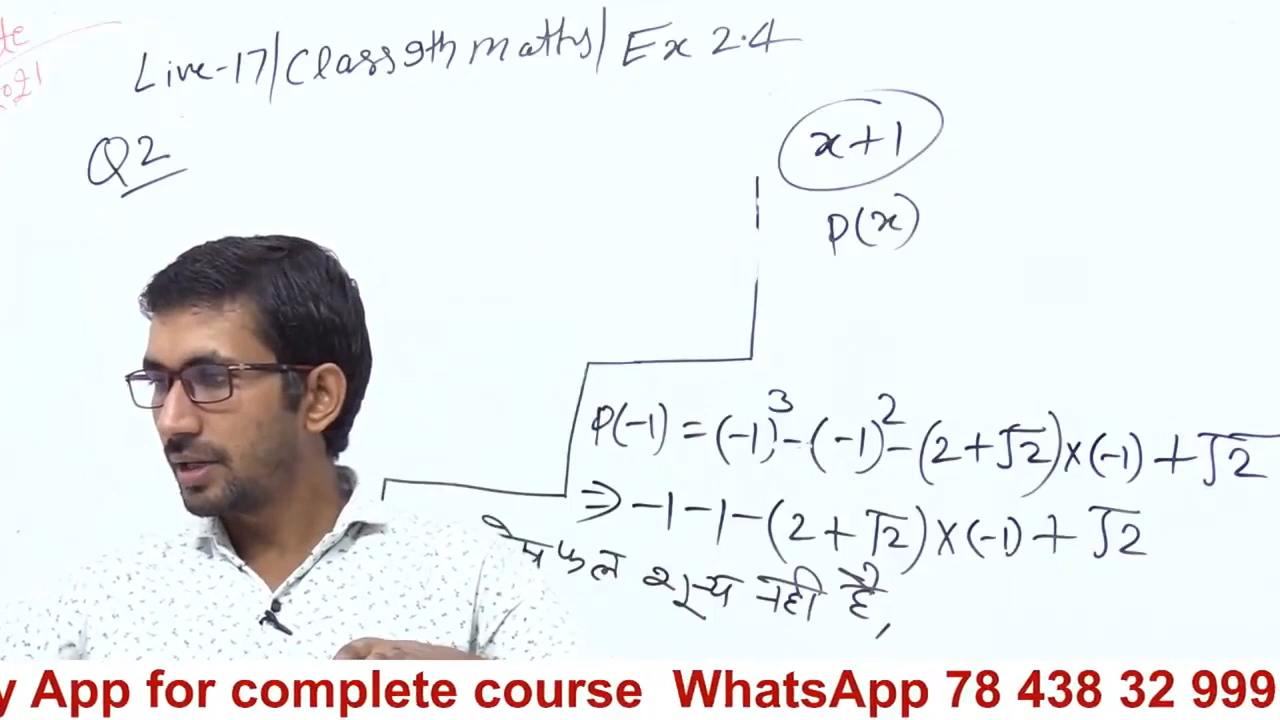 Live-17/Class 9th maths/Ex 2.4
Q2
x+1
P(x)
P(-1) = (-1)³-(-1)²-(2+√2)×(-1)+√2
⇒ -1-1-(2+√2)×(-1)+√2
शून्य नही है,
y App for complete course WhatsApp 78 438 32 999